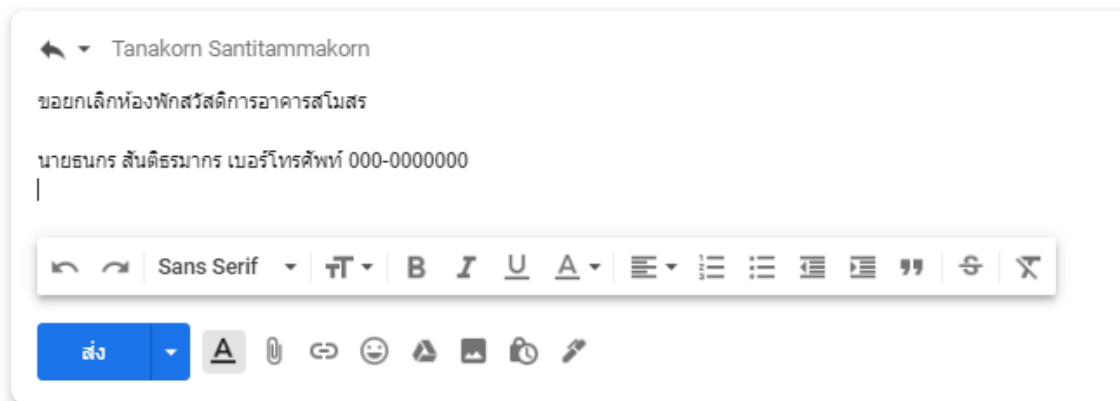 Tanakorn Santitammakorn
ขอยกเลิกห้องพักสวัสดิการอาคารสโมสร
นายธนกร สันติธรมากร เบอร์โทรศัพท์ 000-0000000
Sans Serif
ส่ง